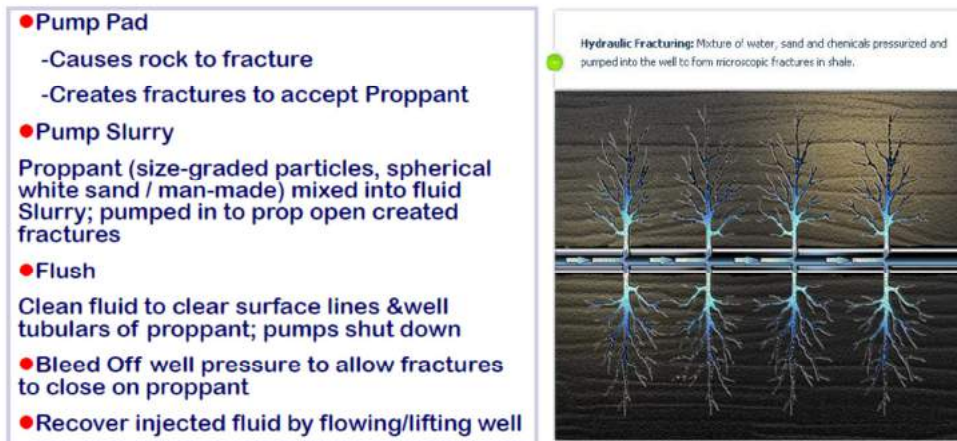 ●Pump Pad
-Causes rock to fracture
-Creates fractures to accept Proppant
●Pump Slurry
Proppant (size-graded particles, spherical
white sand / man-made) mixed into fluid
Slurry; pumped in to prop open created
fractures
●Flush
Clean fluid to clear surface lines &well
tubulars of proppant; pumps shut down
●Bleed Off well pressure to allow fractures
to close on proppant
●Recover injected fluid by flowing/lifting well
Hydraulic Fracturing: Mixture of water, sand and chemicals pressurized and
pumped into the well to form microscopic fractures in shale.